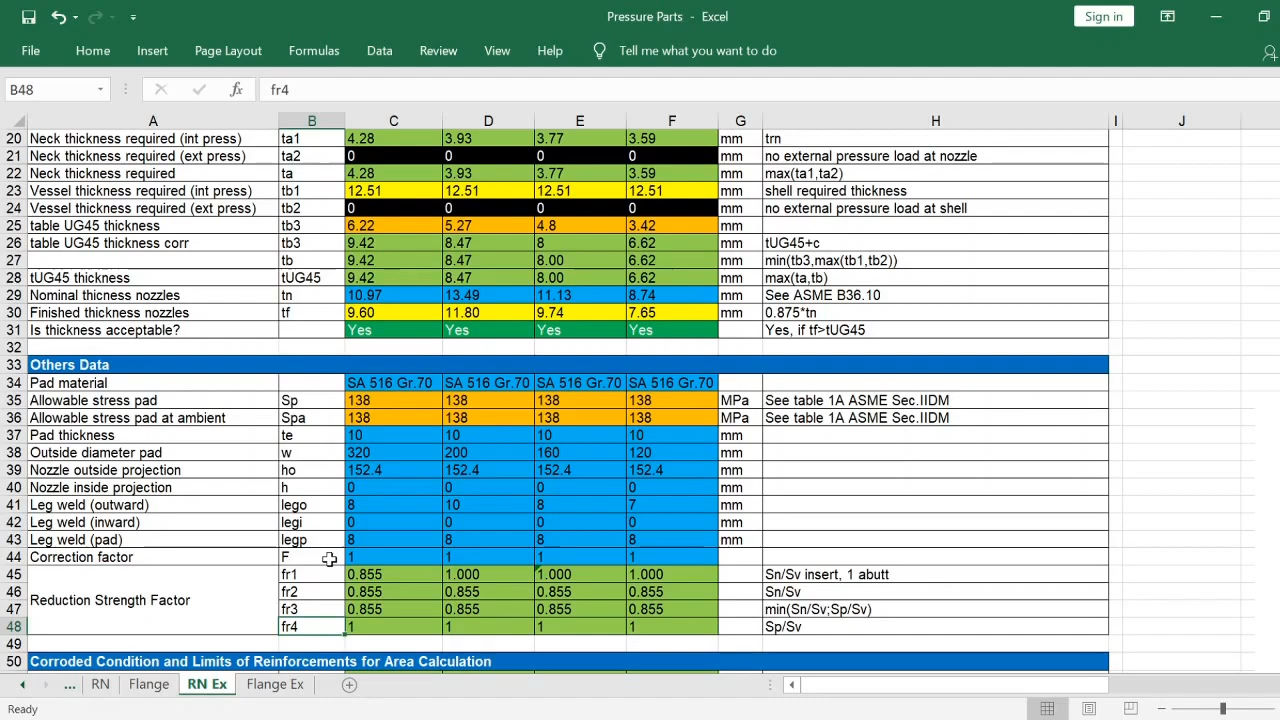 Pressure Parts - Excel
Sign in
File Home Insert Page Layout Formulas Data Review View Help Tell me what you want to do
B48 fx fr4
A B C D E F G H I J
20 Neck thickness required (int press) ta1 4.28 3.93 3.77 3.59 mm trn
21 Neck thickness required (ext press) ta2 0 0 0 0 mm no external pressure load at nozzle
22 Neck thickness required ta 4.28 3.93 3.77 3.59 mm max(ta1,ta2)
23 Vessel thickness required (int press) tb1 12.51 12.51 12.51 12.51 mm shell required thickness
24 Vessel thickness required (ext press) tb2 0 0 0 0 mm no external pressure load at shell
25 table UG45 thickness tb3 6.22 5.27 4.8 3.42 mm
26 table UG45 thickness corr tb3 9.42 8.47 8 6.62 mm tUG45+c
27 tb 9.42 8.47 8.00 6.62 mm min(tb3,max(tb1,tb2))
28 tUG45 thickness tUG45 9.42 8.47 8.00 6.62 mm max(ta,tb)
29 Nominal thicness nozzles tn 10.97 13.49 11.13 8.74 mm See ASME B36.10
30 Finished thickness nozzles tf 9.60 11.80 9.74 7.65 mm 0.875*tn
31 Is thickness acceptable? Yes Yes Yes Yes Yes, if tf>tUG45
32
33 Others Data
34 Pad material SA 516 Gr.70 SA 516 Gr.70 SA 516 Gr.70 SA 516 Gr.70
35 Allowable stress pad Sp 138 138 138 138 MPa See table 1A ASME Sec.IIDM
36 Allowable stress pad at ambient Spa 138 138 138 138 MPa See table 1A ASME Sec.IIDM
37 Pad thickness te 10 10 10 10 mm
38 Outside diameter pad w 320 200 160 120 mm
39 Nozzle outside projection ho 152.4 152.4 152.4 152.4 mm
40 Nozzle inside projection h 0 0 0 0 mm
41 Leg weld (outward) lego 8 10 8 7 mm
42 Leg weld (inward) legi 0 0 0 0 mm
43 Leg weld (pad) legp 8 8 8 8 mm
44 Correction factor F 1 1 1 1
45 fr1 0.855 1.000 1.000 1.000 Sn/Sv insert, 1 abutt
46 Reduction Strength Factor fr2 0.855 0.855 0.855 0.855 Sn/Sv
47 fr3 0.855 0.855 0.855 0.855 min(Sn/Sv;Sp/Sv)
48 fr4 1 1 1 1 Sp/Sv
49
50 Corroded Condition and Limits of Reinforcements for Area Calculation
... RN Flange RN Ex Flange Ex
Ready